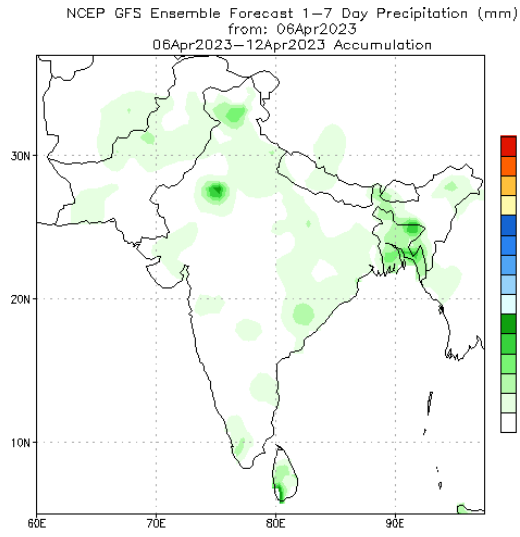 NCEP GFS Ensemble Forecast 1-7 Day Precipitation (mm)
from: 06Apr2023
06Apr2023-12Apr2023 Accumulation
30N
20N
10N
60E 70E 80E 90E